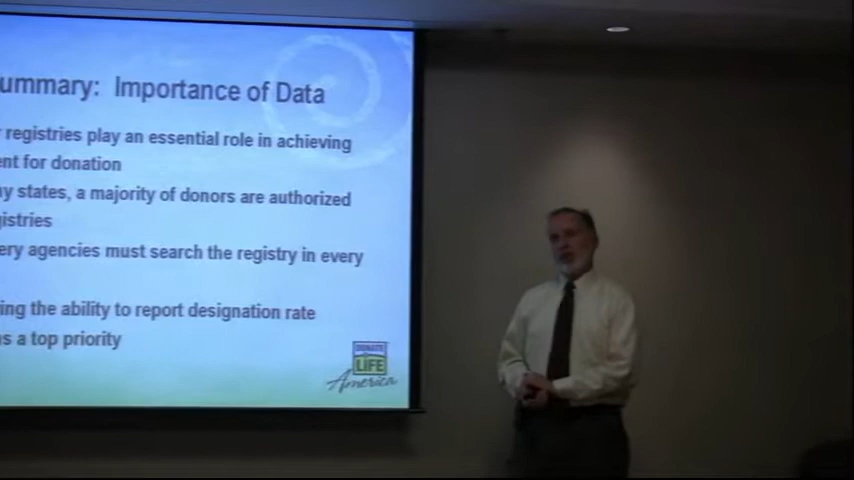 ummary: Importance of Data
registries play an essential role in achieving
ent for donation
y states, a majority of donors are authorized
istries
ery agencies must search the registry in every
ing the ability to report designation rate
s a top priority
DONATE
LiFE
America